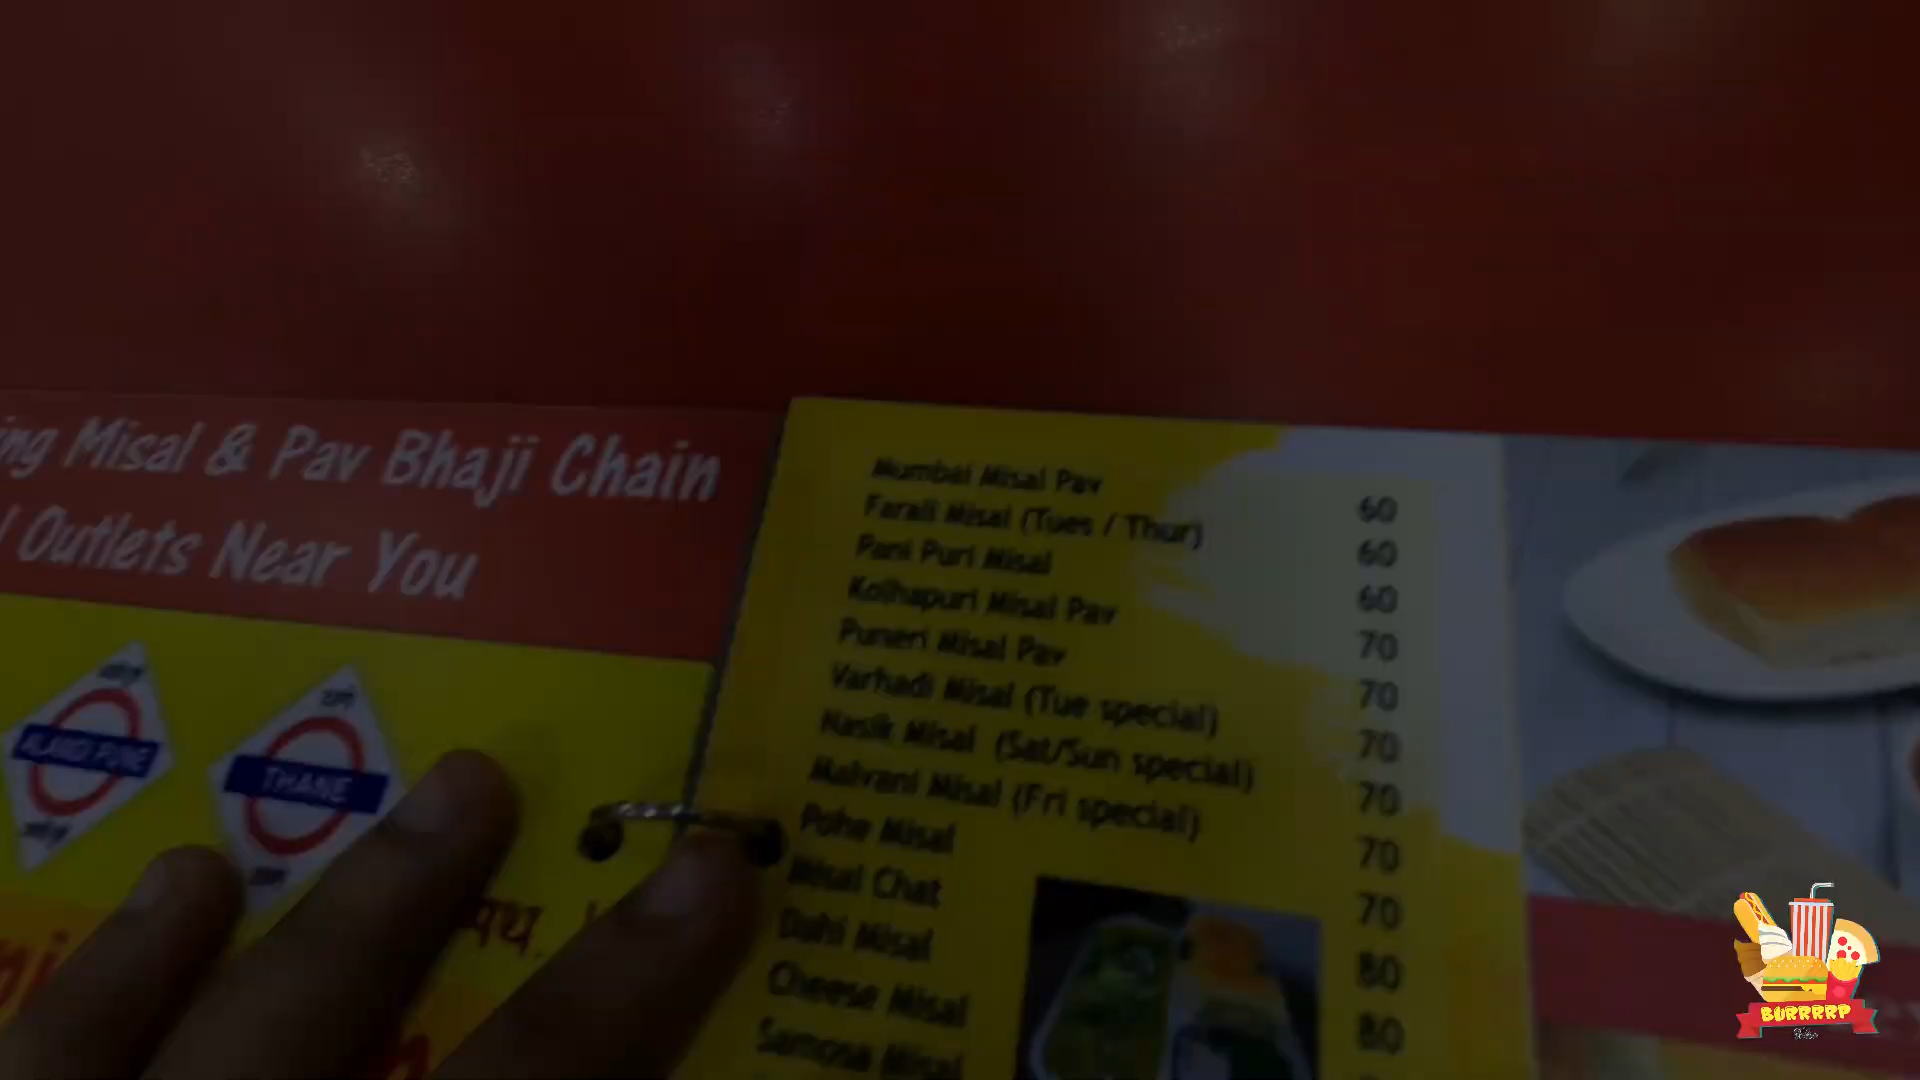 ing Misal & Pav Bhaji Chain
Outlets Near You
ALANDI PUNE
ठाणे
THANE
Mumbai Misal Pav 60
Farali Misal (Tues / Thur) 60
Pani Puri Misal 60
Kolhapuri Misal Pav 70
Puneri Misal Pav 70
Varhadi Misal (Tue special) 70
Nasik Misal (Sat/Sun special) 70
Malvani Misal (Fri special) 70
Pohe Misal 70
Misal Chat 80
Dahi Misal 80
Cheese Misal
Samosa Misal
BURRRRP